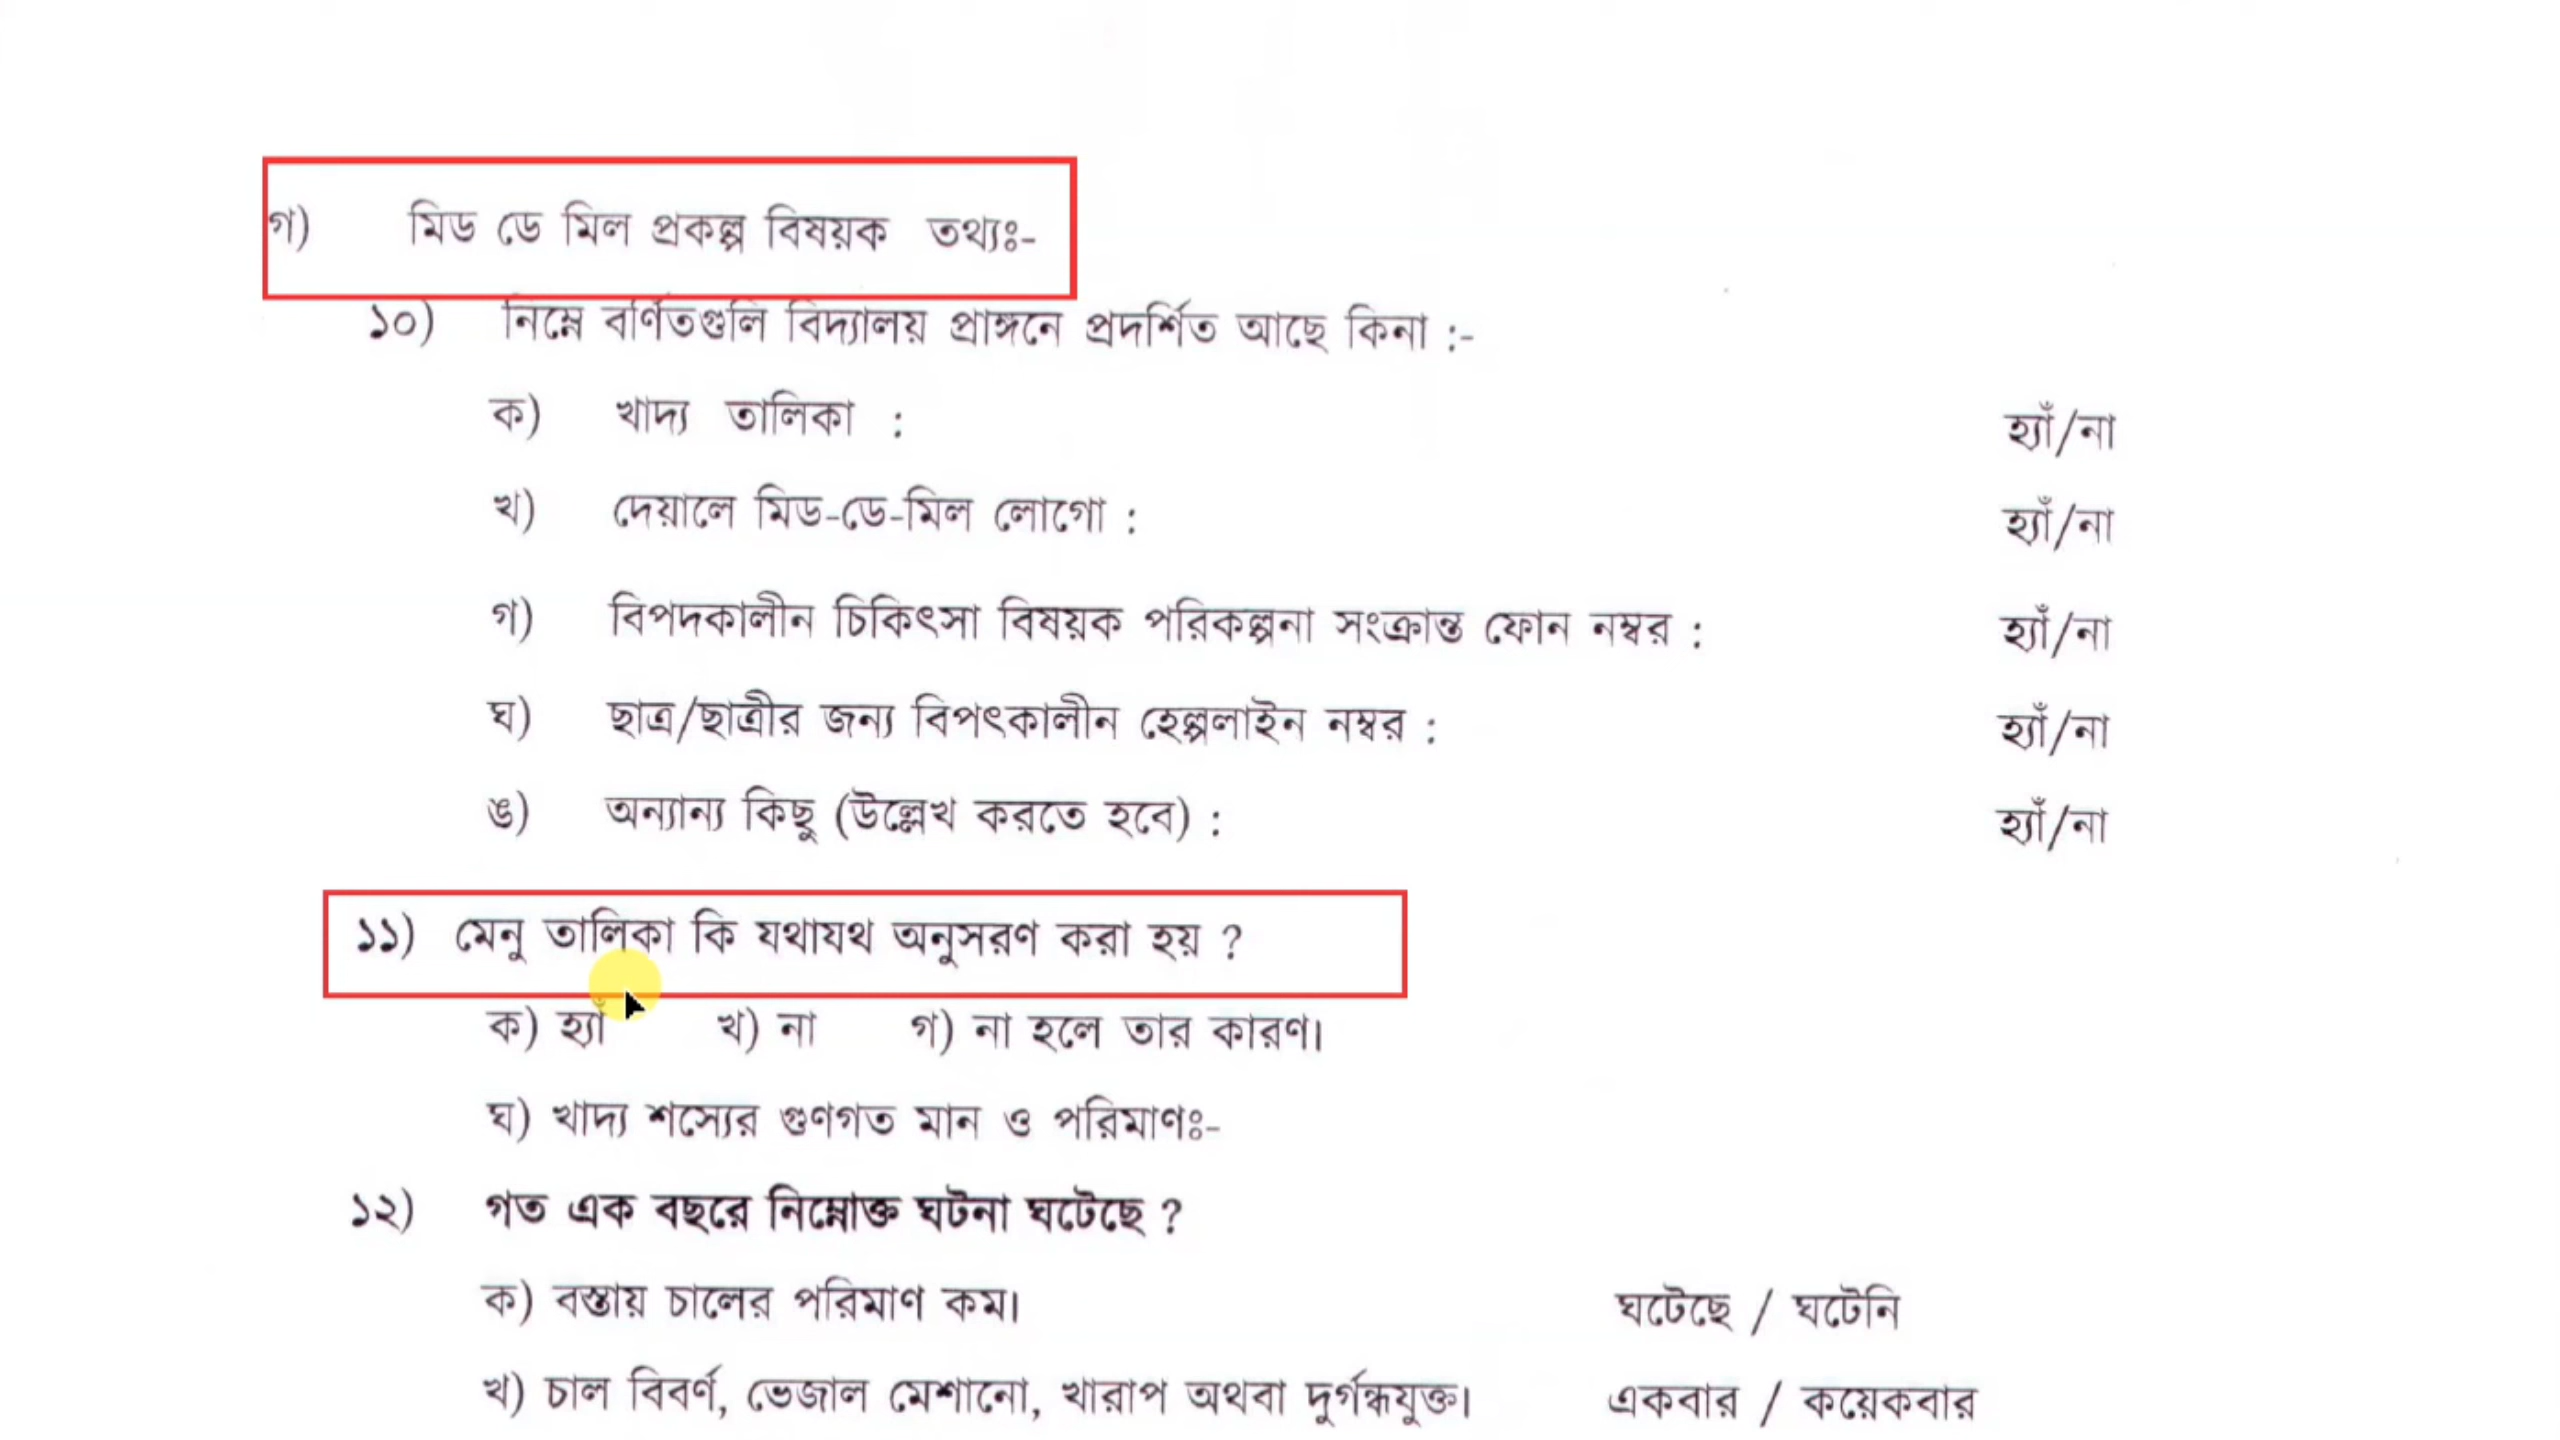 গ) মিড ডে মিল প্রকল্প বিষয়ক তথ্যঃ-
১০) নিম্নে বর্ণিতগুলি বিদ্যালয় প্রাঙ্গনে প্রদর্শিত আছে কিনা :-
ক) খাদ্য তালিকা : হ্যাঁ/না
খ) দেয়ালে মিড-ডে-মিল লোগো : হ্যাঁ/না
গ) বিপদকালীন চিকিৎসা বিষয়ক পরিকল্পনা সংক্রান্ত ফোন নম্বর : হ্যাঁ/না
ঘ) ছাত্র/ছাত্রীর জন্য বিপৎকালীন হেল্পলাইন নম্বর : হ্যাঁ/না
ঙ) অন্যান্য কিছু (উল্লেখ করতে হবে) : হ্যাঁ/না
১১) মেনু তালিকা কি যথাযথ অনুসরণ করা হয় ?
ক) হ্যাঁ খ) না গ) না হলে তার কারণ।
ঘ) খাদ্য শস্যের গুণগত মান ও পরিমাণঃ-
১২) গত এক বছরে নিম্নোক্ত ঘটনা ঘটেছে ?
ক) বস্তায় চালের পরিমাণ কম। ঘটেছে / ঘটেনি
খ) চাল বিবর্ণ, ভেজাল মেশানো, খারাপ অথবা দুর্গন্ধযুক্ত। একবার / কয়েকবার